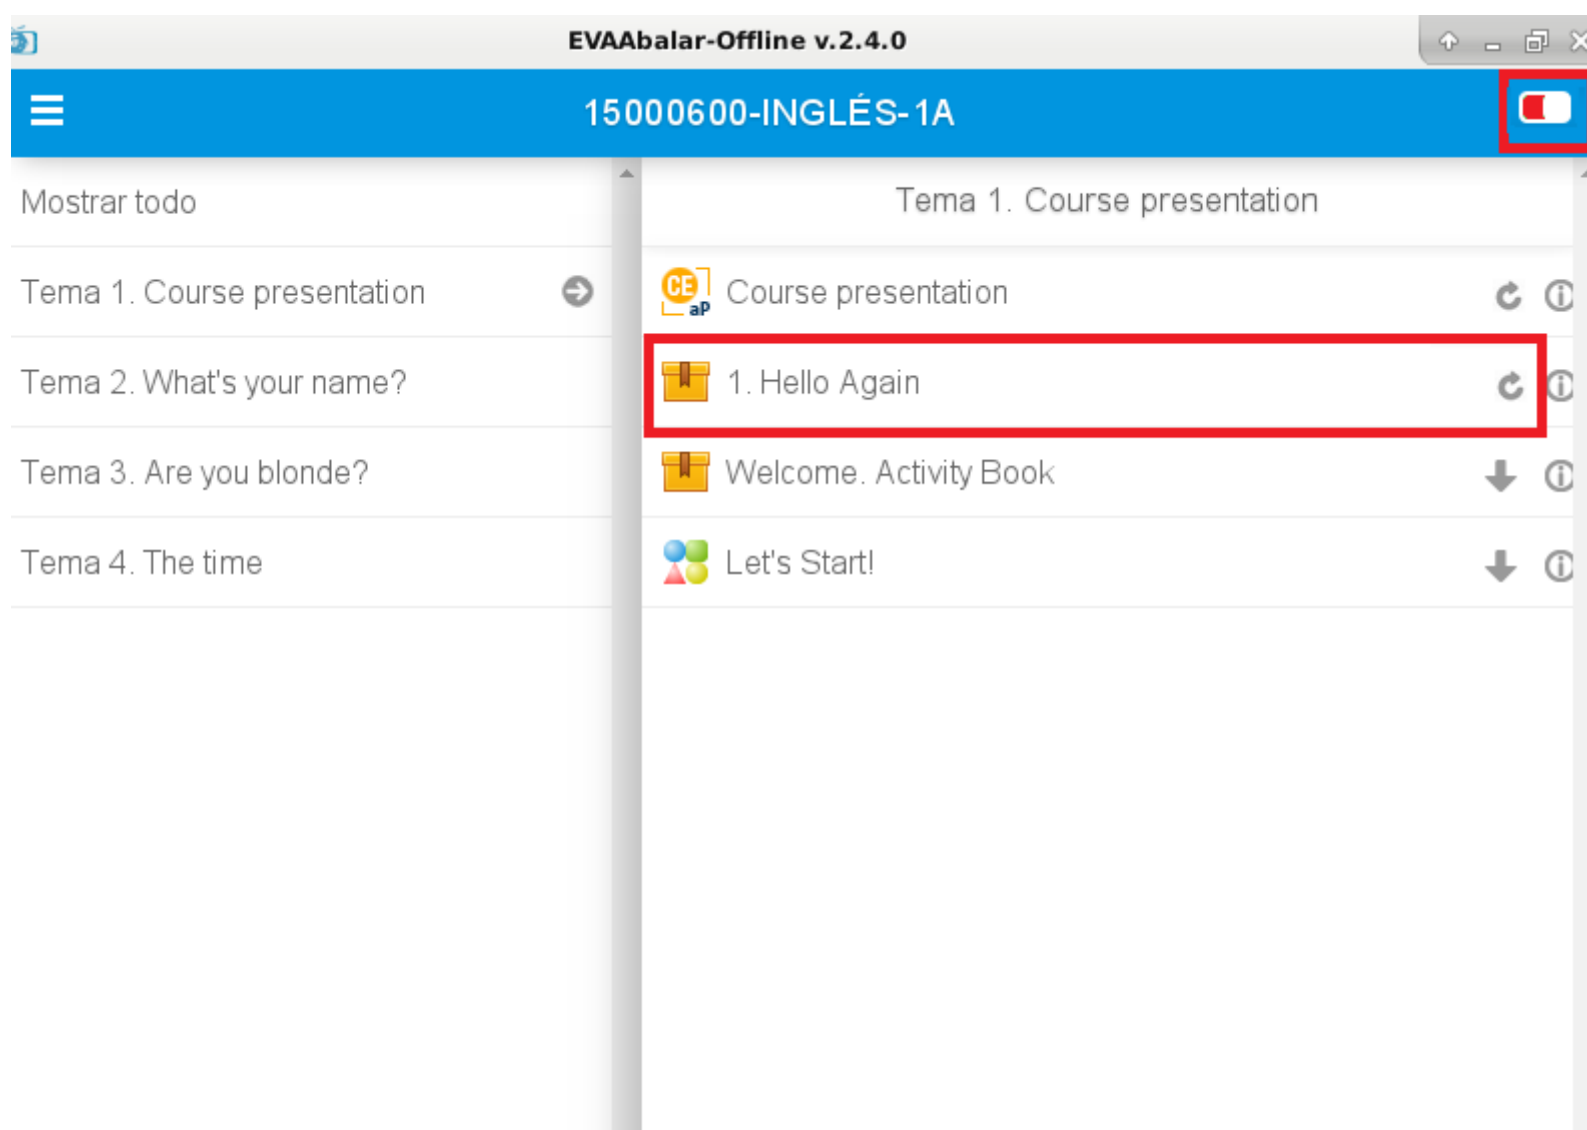 EVAAbalar-Offline v.2.4.0
15000600-INGLÉS-1A
Mostrar todo
Tema 1. Course presentation
Tema 2. What's your name?
Tema 3. Are you blonde?
Tema 4. The time
Tema 1. Course presentation
CE aP Course presentation
1. Hello Again
Welcome. Activity Book
Let's Start!